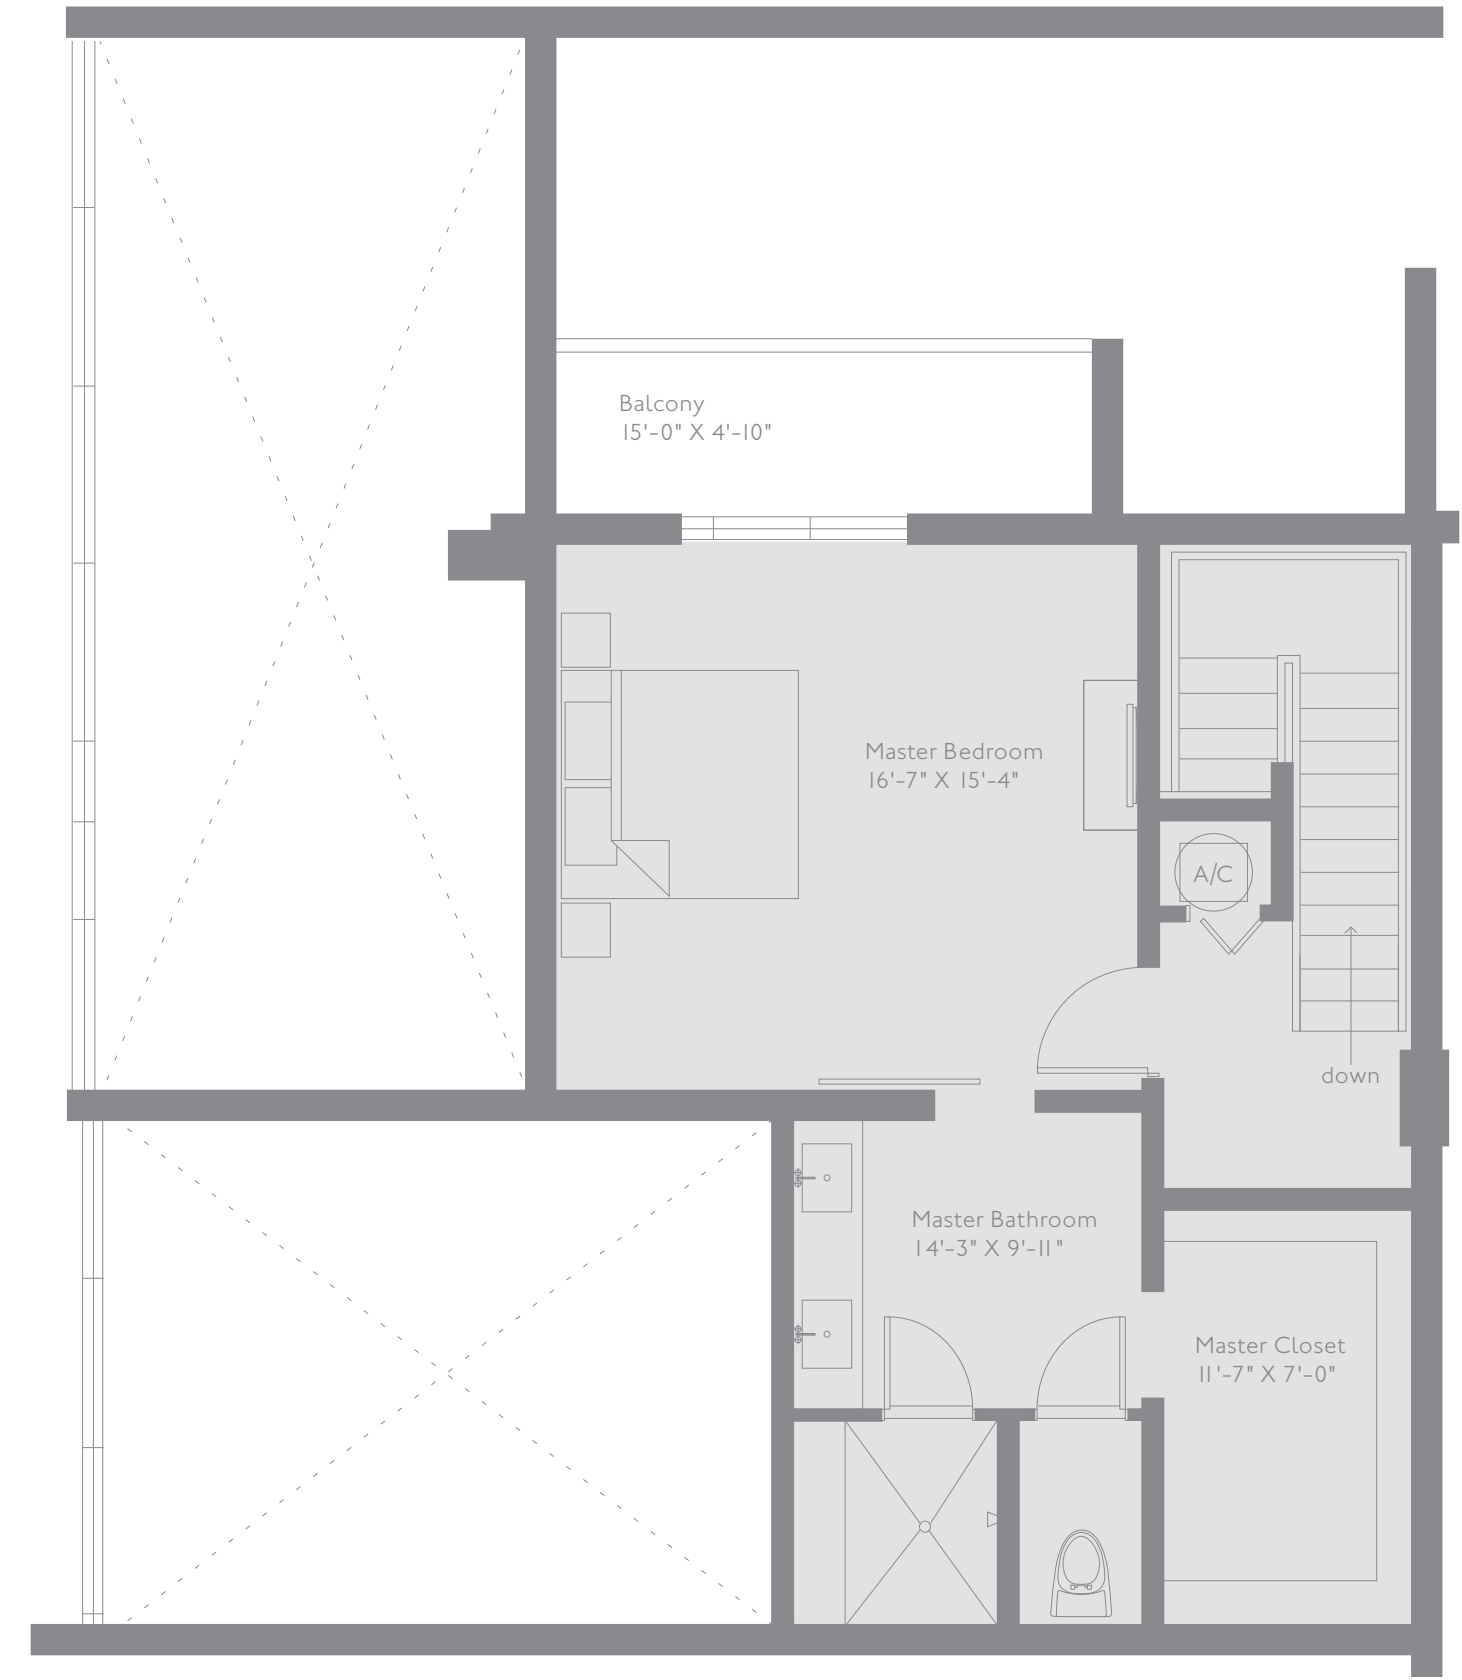 Balcony
15'-0" X 4'-10"
Master Bedroom
16'-7" X 15'-4"
A/C
down
Master Bathroom
14'-3" X 9'-11"
Master Closet
11'-7" X 7'-0"